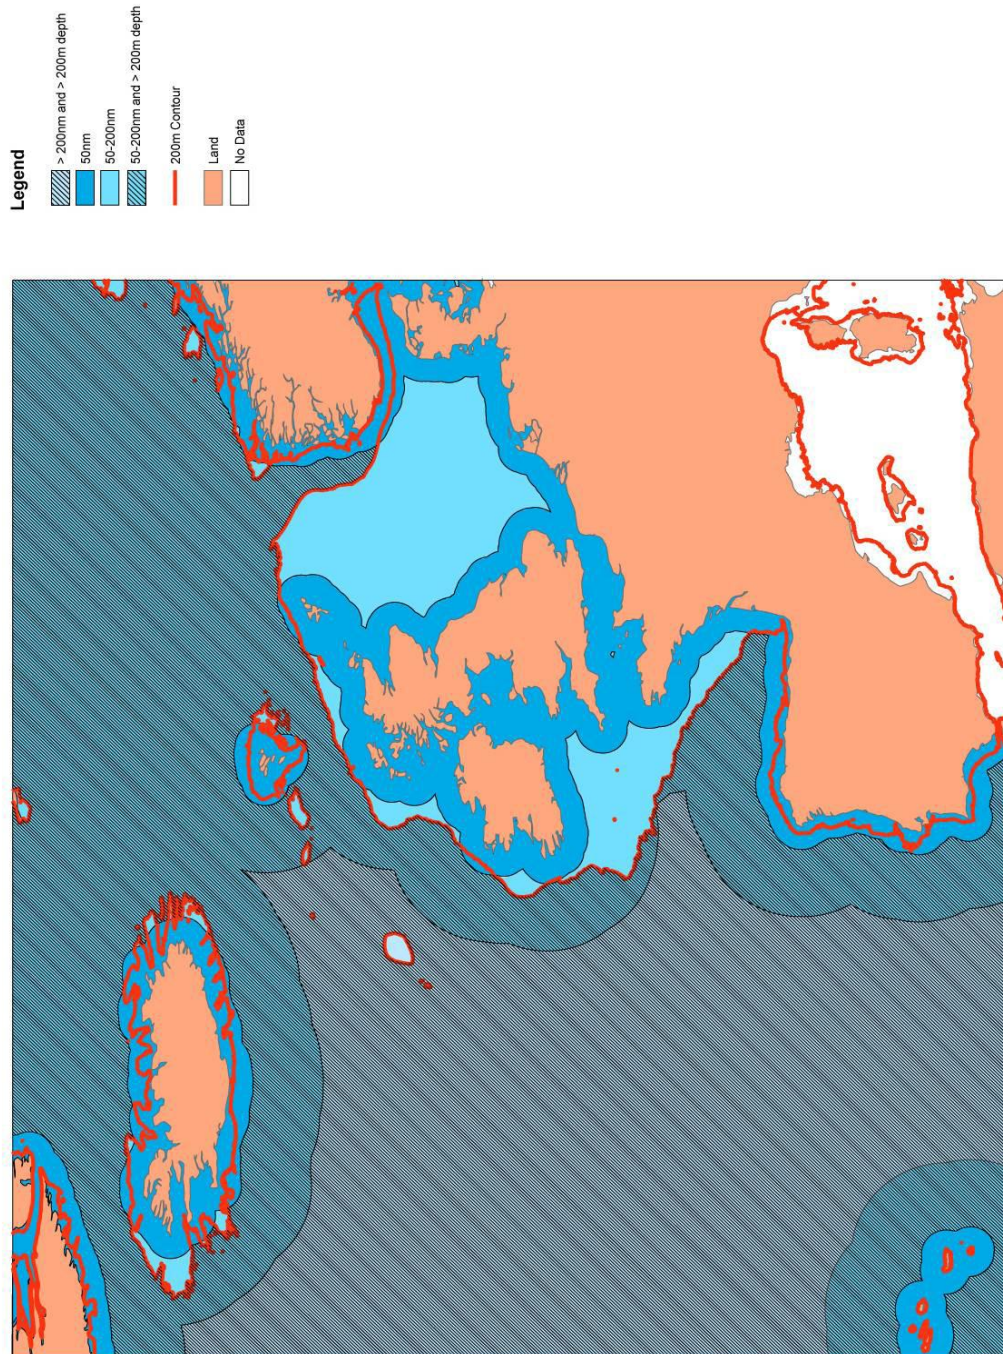 Legend
> 200nm and > 200m depth
50nm
50-200nm
50-200nm and > 200m depth
200m Contour
Land
No Data